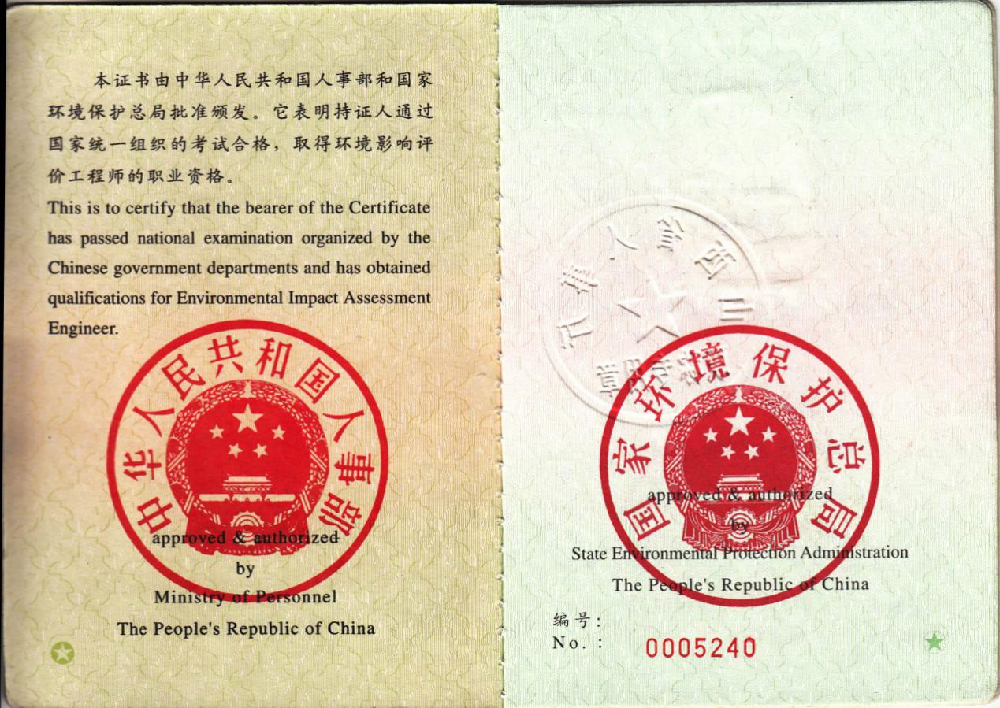 本证书由中华人民共和国人事部和国家
环境保护总局批准颁发。它表明持证人通过
国家统一组织的考试合格，取得环境影响评
价工程师的职业资格。
This is to certify that the bearer of the Certificate
has passed national examination organized by the
Chinese government departments and has obtained
qualifications for Environmental Impact Assessment
Engineer.
中华人民共和国人事部
approved & authorized
by
Ministry of Personnel
The People's Republic of China
国家环境保护总局
approved & authorized
by
State Environmental Protection Administration
The People's Republic of China
编号：
No.：
0005240